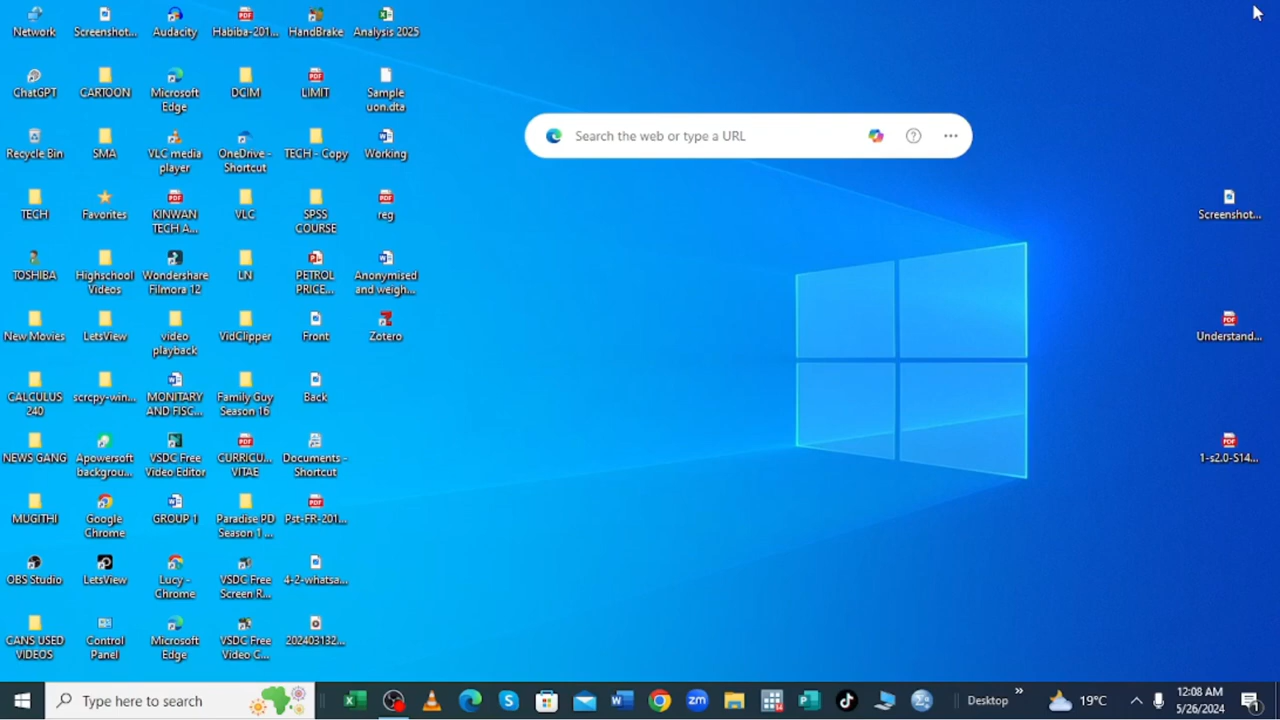 Network
Screenshot...
Audacity
Habiba-201...
HandBrake
Analysis 2025
ChatGPT
CARTOON
Microsoft
Edge
DCIM
LIMIT
Sample
uon.dta
Search the web or type a URL
Recycle Bin
SMA
VLC media
player
OneDrive -
Shortcut
TECH - Copy
Working
TECH
Favorites
KINWAN
TECH A...
VLC
SPSS
COURSE
reg
Screenshot...
TOSHIBA
Highschool
Videos
Wondershare
Filmora 12
LN
PETROL
PRICE...
Anonymised
and weigh...
New Movies
LetsView
video
playback
VidClipper
Front
Zotero
Understand...
CALCULUS
240
scrcpy-win...
MONITARY
AND FISC...
Family Guy
Season 16
Back
NEWS GANG
Apowersoft
backgrou...
VSDC Free
Video Editor
CURRICU...
VITAE
Documents -
Shortcut
1-s2.0-S14...
MUGITHI
Google
Chrome
GROUP 1
Paradise PD
Season 1 ...
Pst-FR-201...
OBS Studio
LetsView
Lucy -
Chrome
VSDC Free
Screen R...
4-2-whatsa...
CANS USED
VIDEOS
Control
Panel
Microsoft
Edge
VSDC Free
Video C...
202403132...
Type here to search
Desktop
19°C
12:08 AM
5/26/2024